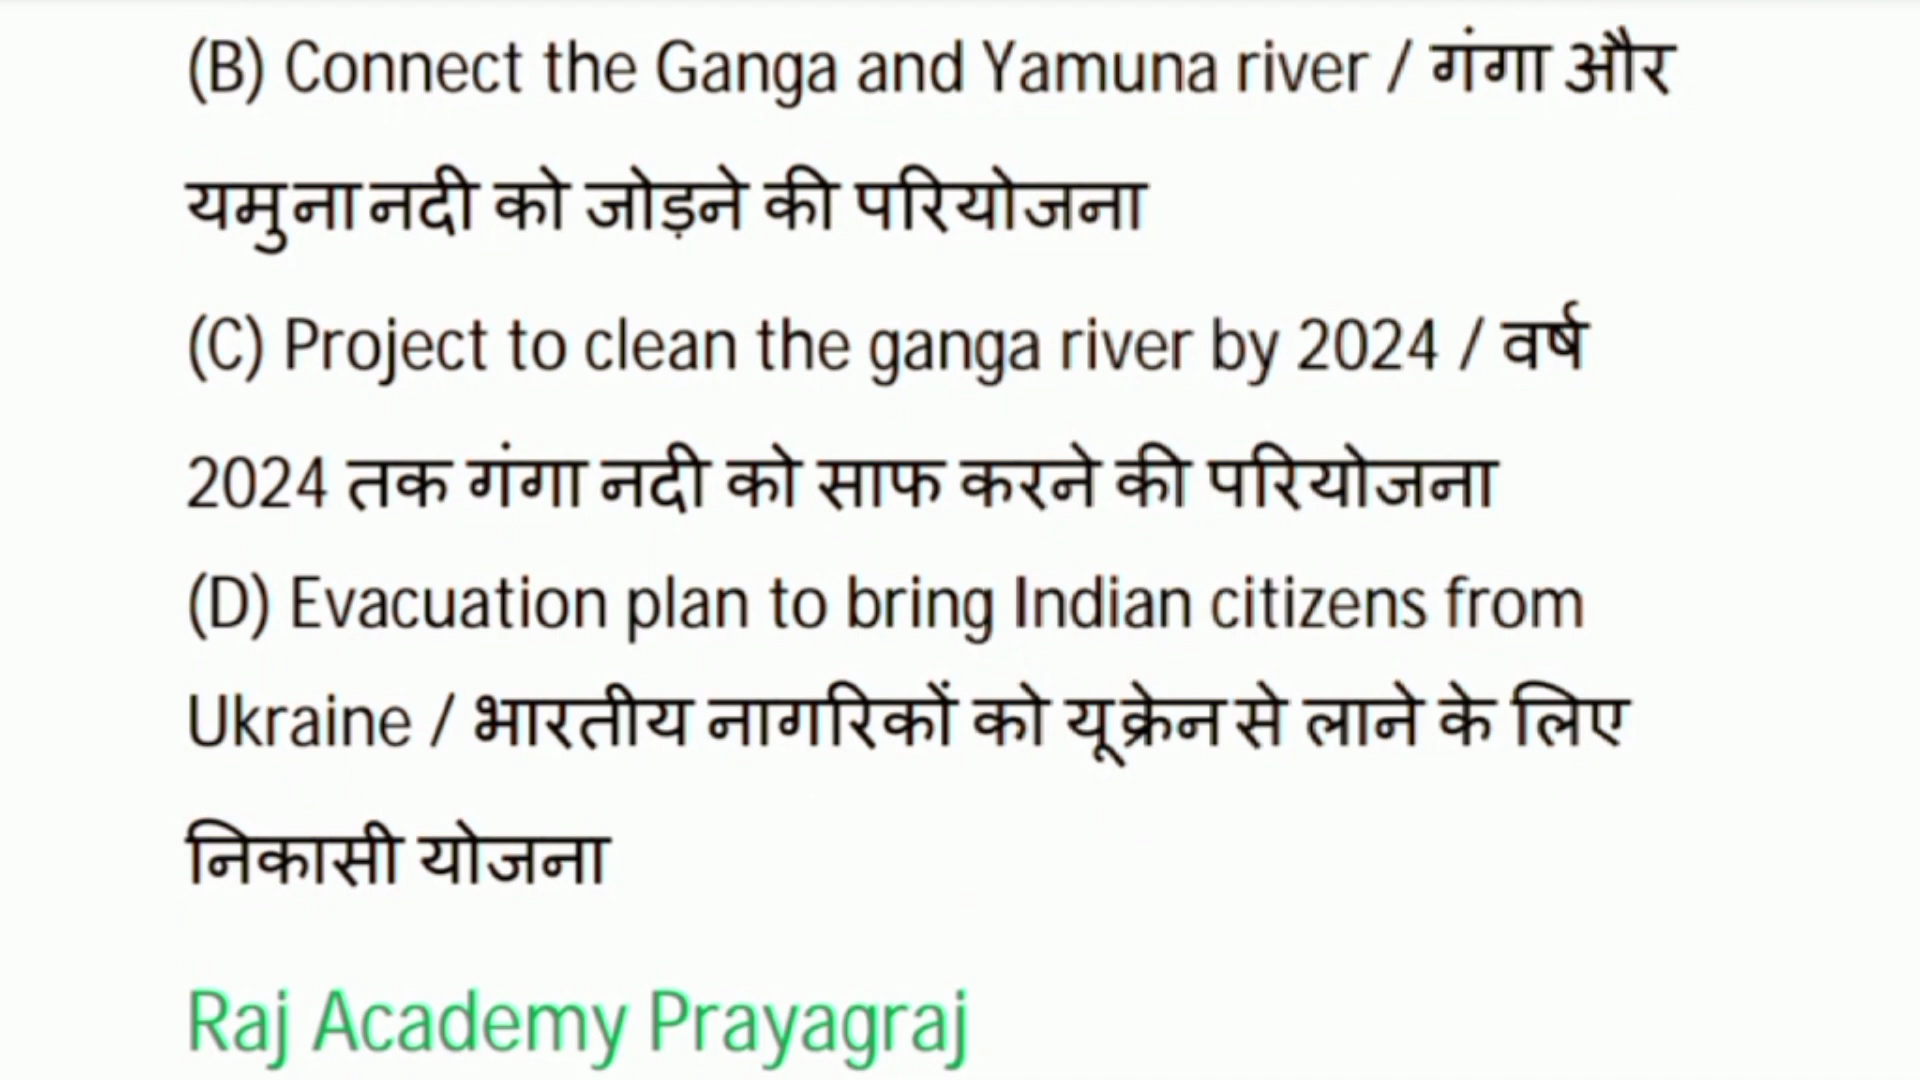 (B) Connect the Ganga and Yamuna river / गंगा और
यमुना नदी को जोड़ने की परियोजना
(C) Project to clean the ganga river by 2024 / वर्ष
2024 तक गंगा नदी को साफ करने की परियोजना
(D) Evacuation plan to bring Indian citizens from
Ukraine / भारतीय नागरिकों को यूक्रेन से लाने के लिए
निकासी योजना
Raj Academy Prayagraj